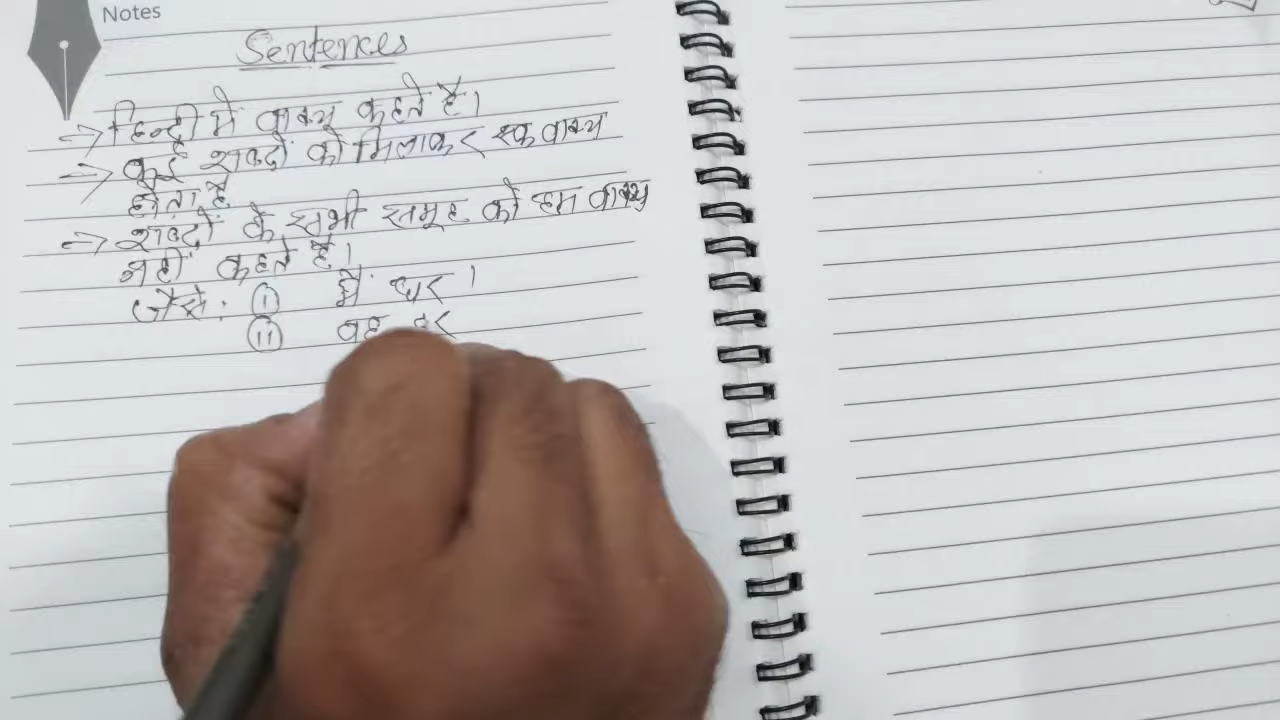 Notes
Sentences
→ हिन्दी में वाक्य कहते है।
→ कई शब्दों को मिलाकर एक वाक्य
होता है
→ शब्दों के सभी समूह को हम वाक्य
नहीं कहते है।
जैसे: (i) मैं घर ।
(ii) वह